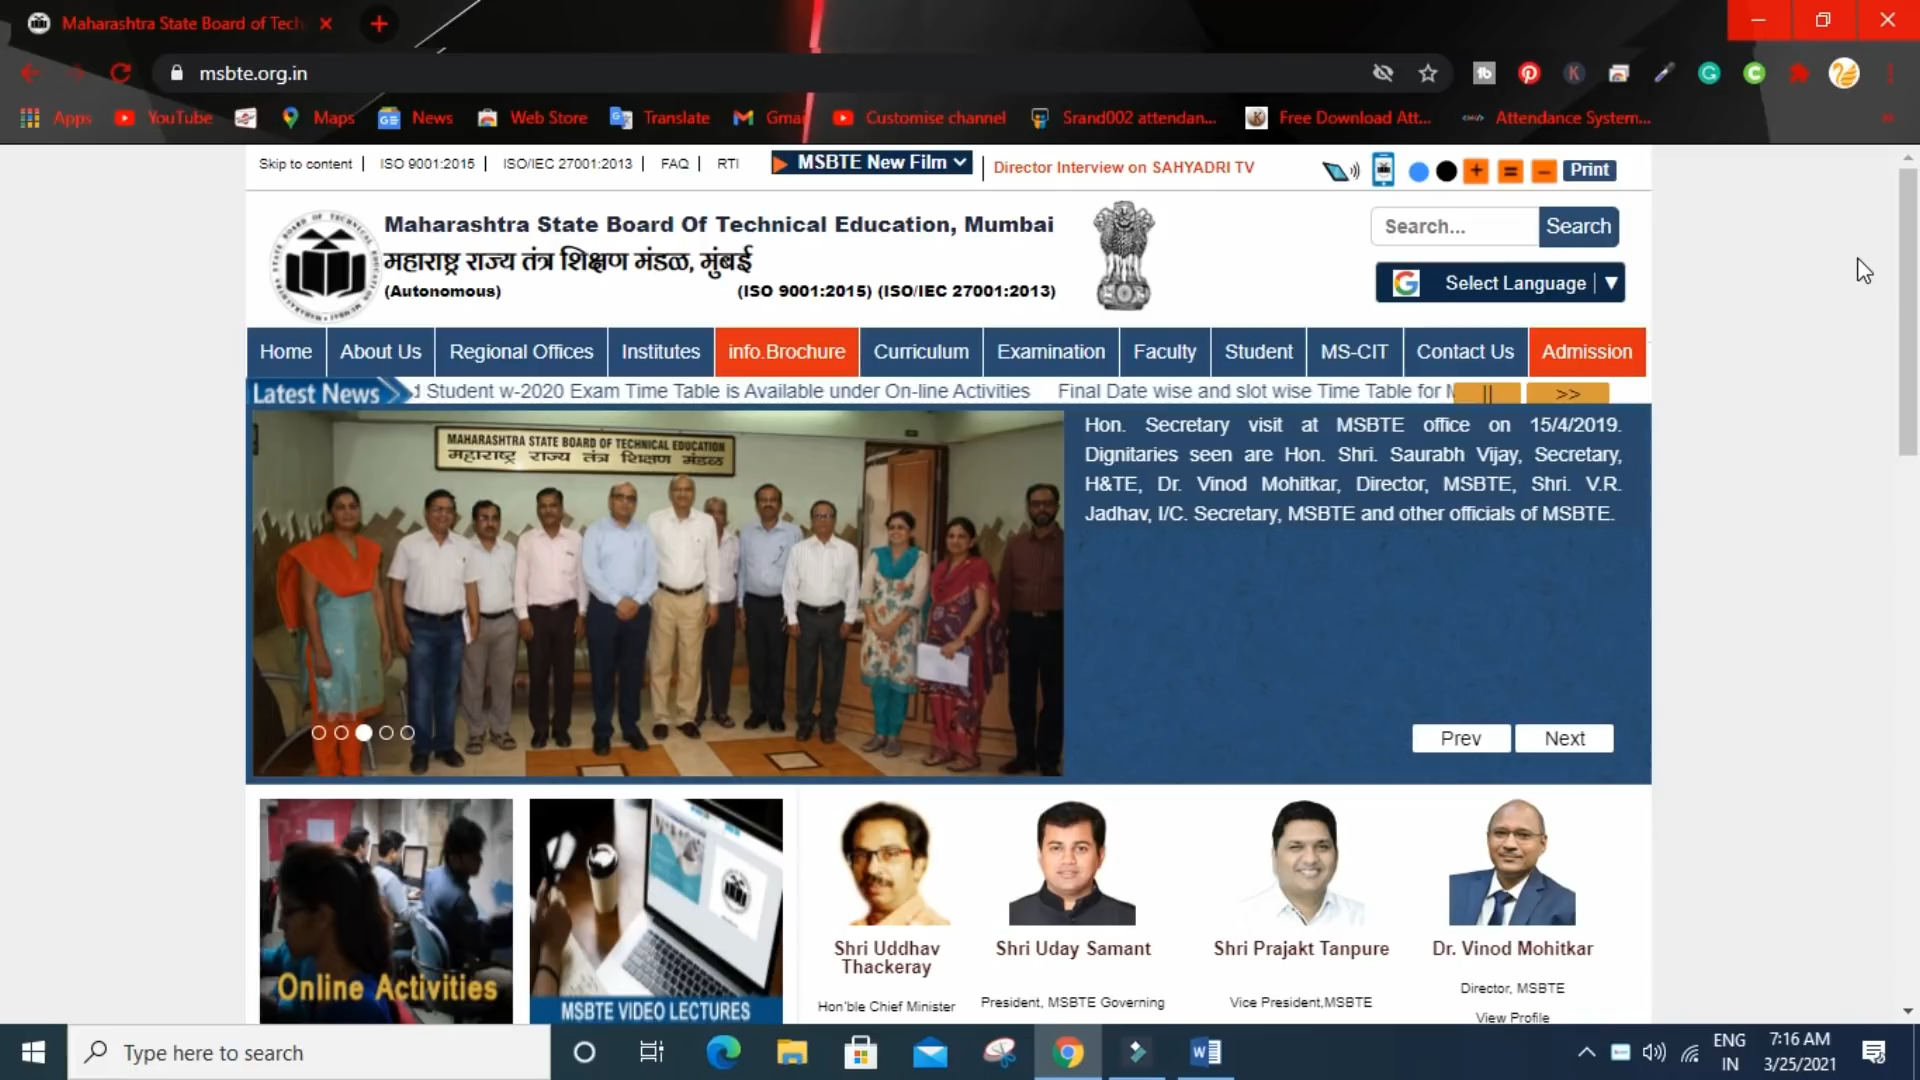 Maharashtra State Board of Tech
msbte.org.in
Apps YouTube Maps News Web Store Translate Gmai Customise channel Srand002 attendan... Free Download Att... Attendance System...
Skip to content | ISO 9001:2015 | ISO/IEC 27001:2013 | FAQ | RTI MSBTE New Film | Director Interview on SAHYADRI TV + = − Print
Maharashtra State Board Of Technical Education, Mumbai
महाराष्ट्र राज्य तंत्र शिक्षण मंडळ, मुंबई
(Autonomous) (ISO 9001:2015) (ISO/IEC 27001:2013)
Search... Search
Select Language ▼
Home About Us Regional Offices Institutes info.Brochure Curriculum Examination Faculty Student MS-CIT Contact Us Admission
Latest News d Student w-2020 Exam Time Table is Available under On-line Activities Final Date wise and slot wise Time Table for M || >>
MAHARASHTRA STATE BOARD OF TECHNICAL EDUCATION
महाराष्ट्र राज्य तंत्र शिक्षण मंडळ
Hon. Secretary visit at MSBTE office on 15/4/2019.
Dignitaries seen are Hon. Shri. Saurabh Vijay, Secretary,
H&TE, Dr. Vinod Mohitkar, Director, MSBTE, Shri. V.R.
Jadhav, I/C. Secretary, MSBTE and other officials of MSBTE.
Prev Next
Online Activities
MSBTE VIDEO LECTURES
Shri Uddhav
Thackeray
Hon'ble Chief Minister
Shri Uday Samant
President, MSBTE Governing
Shri Prajakt Tanpure
Vice President,MSBTE
Dr. Vinod Mohitkar
Director, MSBTE
View Profile
Type here to search
ENG
IN
7:16 AM
3/25/2021